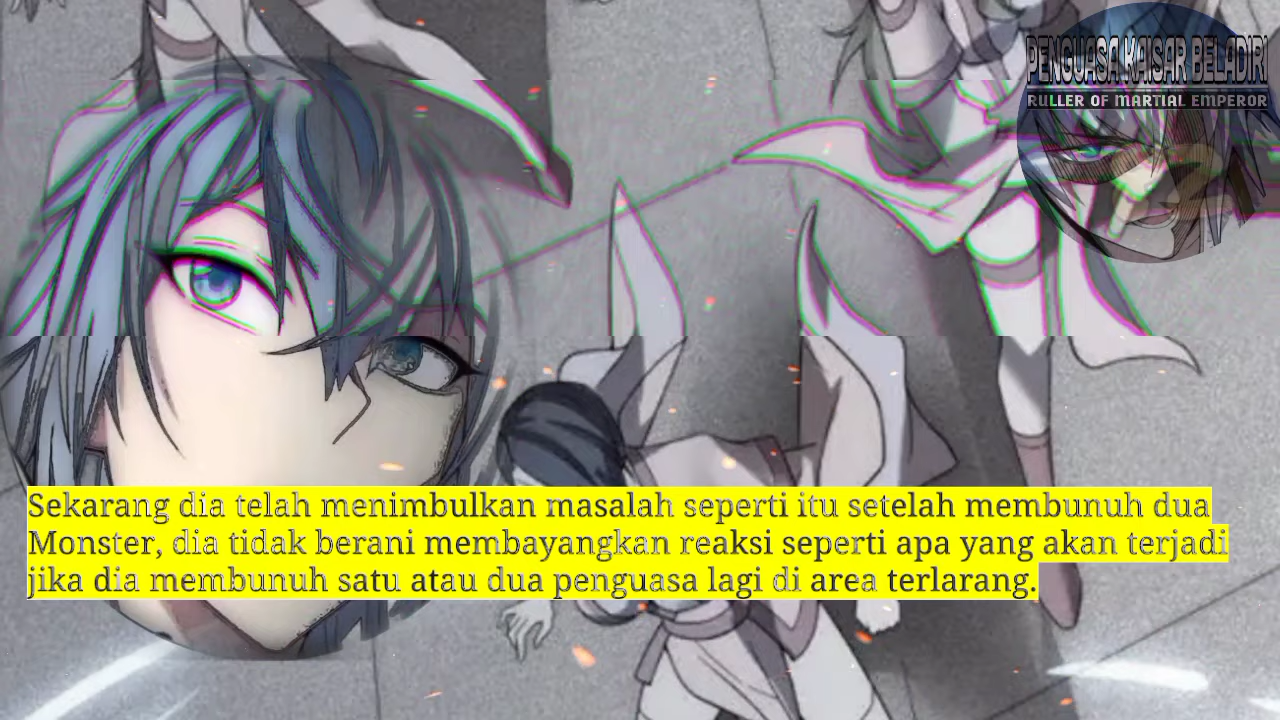 PENGUASA KAISAR BELADIRI
RULLER OF MARTIAL EMPEROR
Sekarang dia telah menimbulkan masalah seperti itu setelah membunuh dua
Monster, dia tidak berani membayangkan reaksi seperti apa yang akan terjadi
jika dia membunuh satu atau dua penguasa lagi di area terlarang.